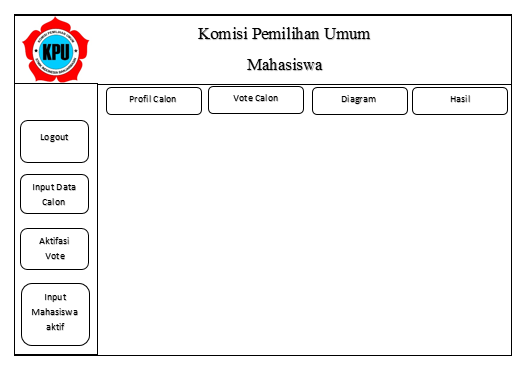 KPU
Komisi Pemilihan Umum
Mahasiswa
Profil Calon
Vote Calon
Diagram
Hasil
Logout
Input Data
Calon
Aktifasi
Vote
Input
Mahasiswa
aktif